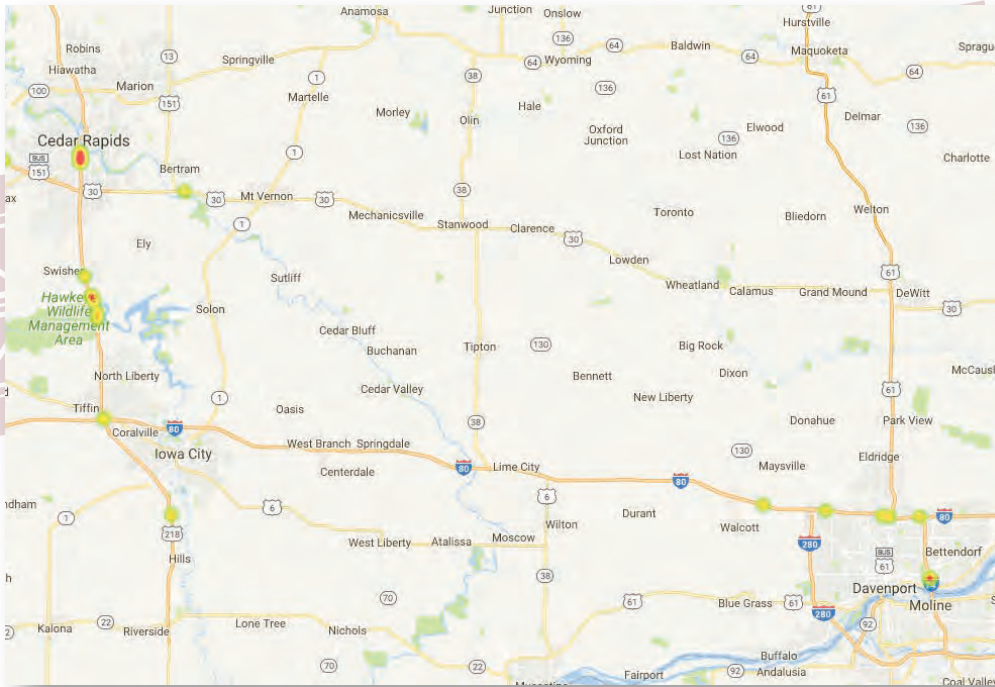 Anamosa
Junction
Onslow
61
Hurstville
Robins
13
136
64
Baldwin
Maquoketa
Springville
64
Wyoming
64
Hiawatha
38
64
1
136
100
Marion
151
Martelle
61
Hale
Morley
Olin
Delmar
Oxford
Junction
136
Elwood
136
Cedar Rapids
1
Lost Nation
Charlotte
BUS
151
Bertram
30
38
30
Mt Vernon
30
Mechanicsville
Toronto
Bliedorn
Welton
1
Stanwood
Clarence
30
Ely
Lowden
Swisher
Sutliff
61
Wheatland
Calamus
Grand Mound
DeWitt
Wildlife
Management
Area
Solon
30
Cedar Bluff
Buchanan
Tipton
130
Big Rock
North Liberty
Bennett
Dixon
Cedar Valley
61
1
New Liberty
Tiffin
Oasis
38
Donahue
Park View
Coralville
80
West Branch
Springdale
130
Iowa City
Eldridge
Centerdale
80
Lime City
Maysville
80
6
1
6
Durant
Walcott
80
218
Wilton
280
West Liberty
Atalissa
Moscow
BUS
61
Bettendorf
Hills
38
Davenport
70
61
Blue Grass
61
Moline
280
22
Lone Tree
Nichols
92
Kalona
Riverside
70
22
Buffalo
Fairport
92
Andalusia